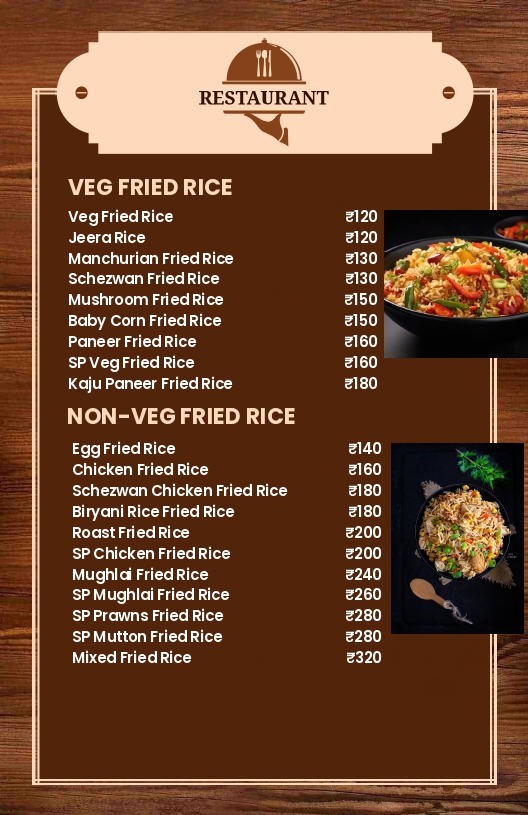 RESTAURANT
VEG FRIED RICE
Veg Fried Rice ₹120
Jeera Rice ₹120
Manchurian Fried Rice ₹130
Schezwan Fried Rice ₹130
Mushroom Fried Rice ₹150
Baby Corn Fried Rice ₹150
Paneer Fried Rice ₹160
SP Veg Fried Rice ₹160
Kaju Paneer Fried Rice ₹180
NON-VEG FRIED RICE
Egg Fried Rice ₹140
Chicken Fried Rice ₹160
Schezwan Chicken Fried Rice ₹180
Biryani Rice Fried Rice ₹180
Roast Fried Rice ₹200
SP Chicken Fried Rice ₹200
Mughlai Fried Rice ₹240
SP Mughlai Fried Rice ₹260
SP Prawns Fried Rice ₹280
SP Mutton Fried Rice ₹280
Mixed Fried Rice ₹320